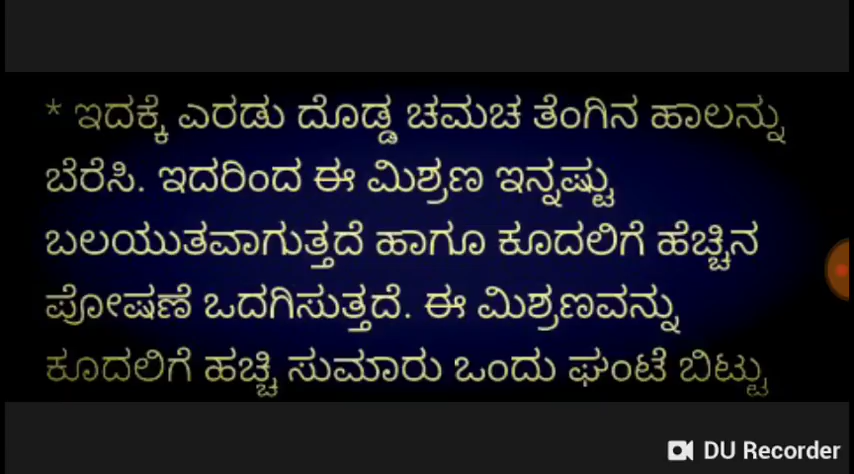 * ಇದಕ್ಕೆ ಎರಡು ದೊಡ್ಡ ಚಮಚ ತೆಂಗಿನ ಹಾಲನ್ನು
ಬೆರೆಸಿ. ಇದರಿಂದ ಈ ಮಿಶ್ರಣ ಇನ್ನಷ್ಟು
ಬಲಯುತವಾಗುತ್ತದೆ ಹಾಗೂ ಕೂದಲಿಗೆ ಹೆಚ್ಚಿನ
ಪೋಷಣೆ ಒದಗಿಸುತ್ತದೆ. ಈ ಮಿಶ್ರಣವನ್ನು
ಕೂದಲಿಗೆ ಹಚ್ಚಿ ಸುಮಾರು ಒಂದು ಘಂಟೆ ಬಿಟ್ಟು
DU Recorder